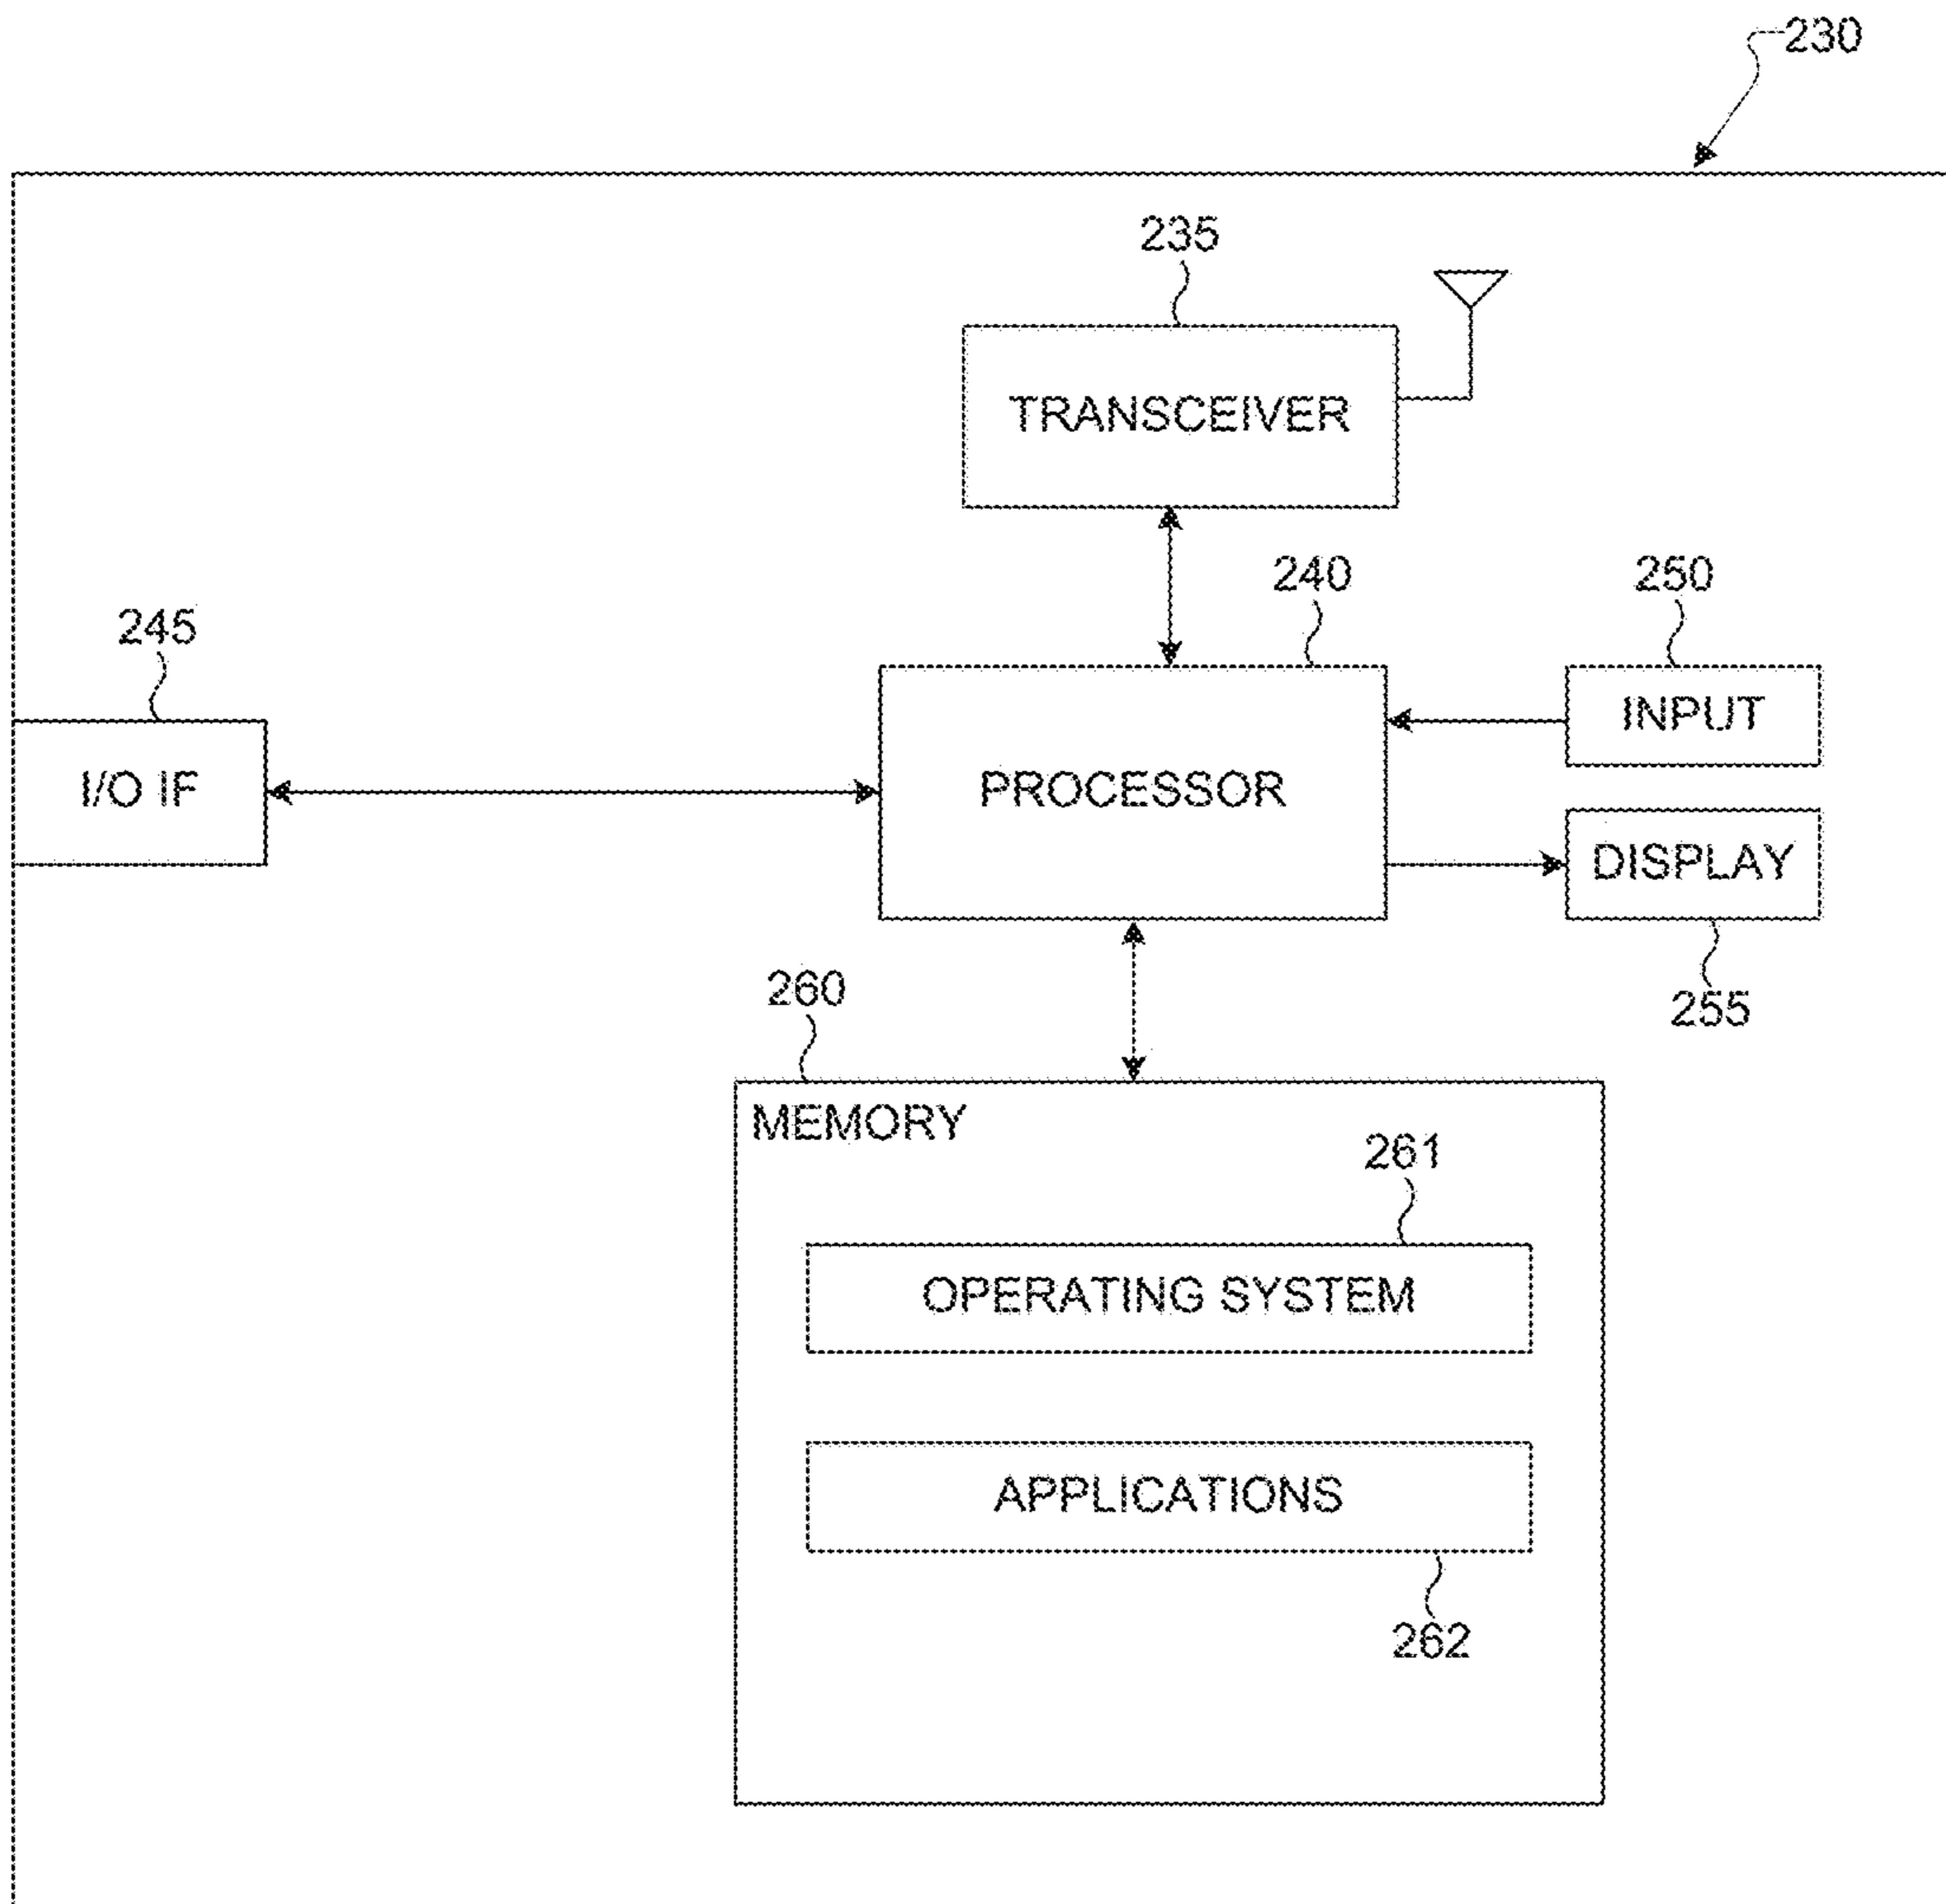 230
235
TRANSCEIVER
240
250
245
INPUT
I/O IF
PROCESSOR
DISPLAY
260
255
MEMORY
261
OPERATING SYSTEM
APPLICATIONS
262